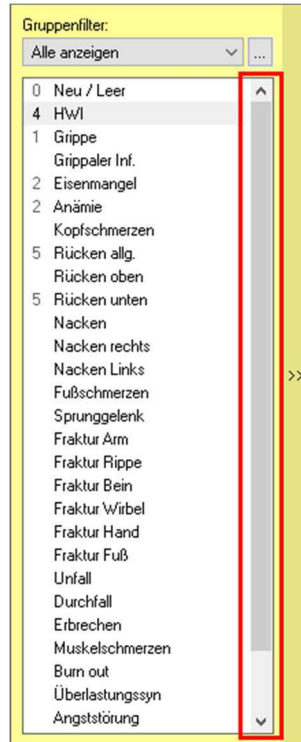 Gruppenfilter:
Alle anzeigen ...
0 Neu / Leer
4 HWI
1 Grippe
Grippaler Inf.
2 Eisenmangel
2 Anämie
Kopfschmerzen
5 Rücken allg.
Rücken oben
5 Rücken unten
Nacken
Nacken rechts
Nacken Links
>>
Fußschmerzen
Sprunggelenk
Fraktur Arm
Fraktur Rippe
Fraktur Bein
Fraktur Wirbel
Fraktur Hand
Fraktur Fuß
Unfall
Durchfall
Erbrechen
Muskelschmerzen
Burn out
Überlastungssyn
Angststörung